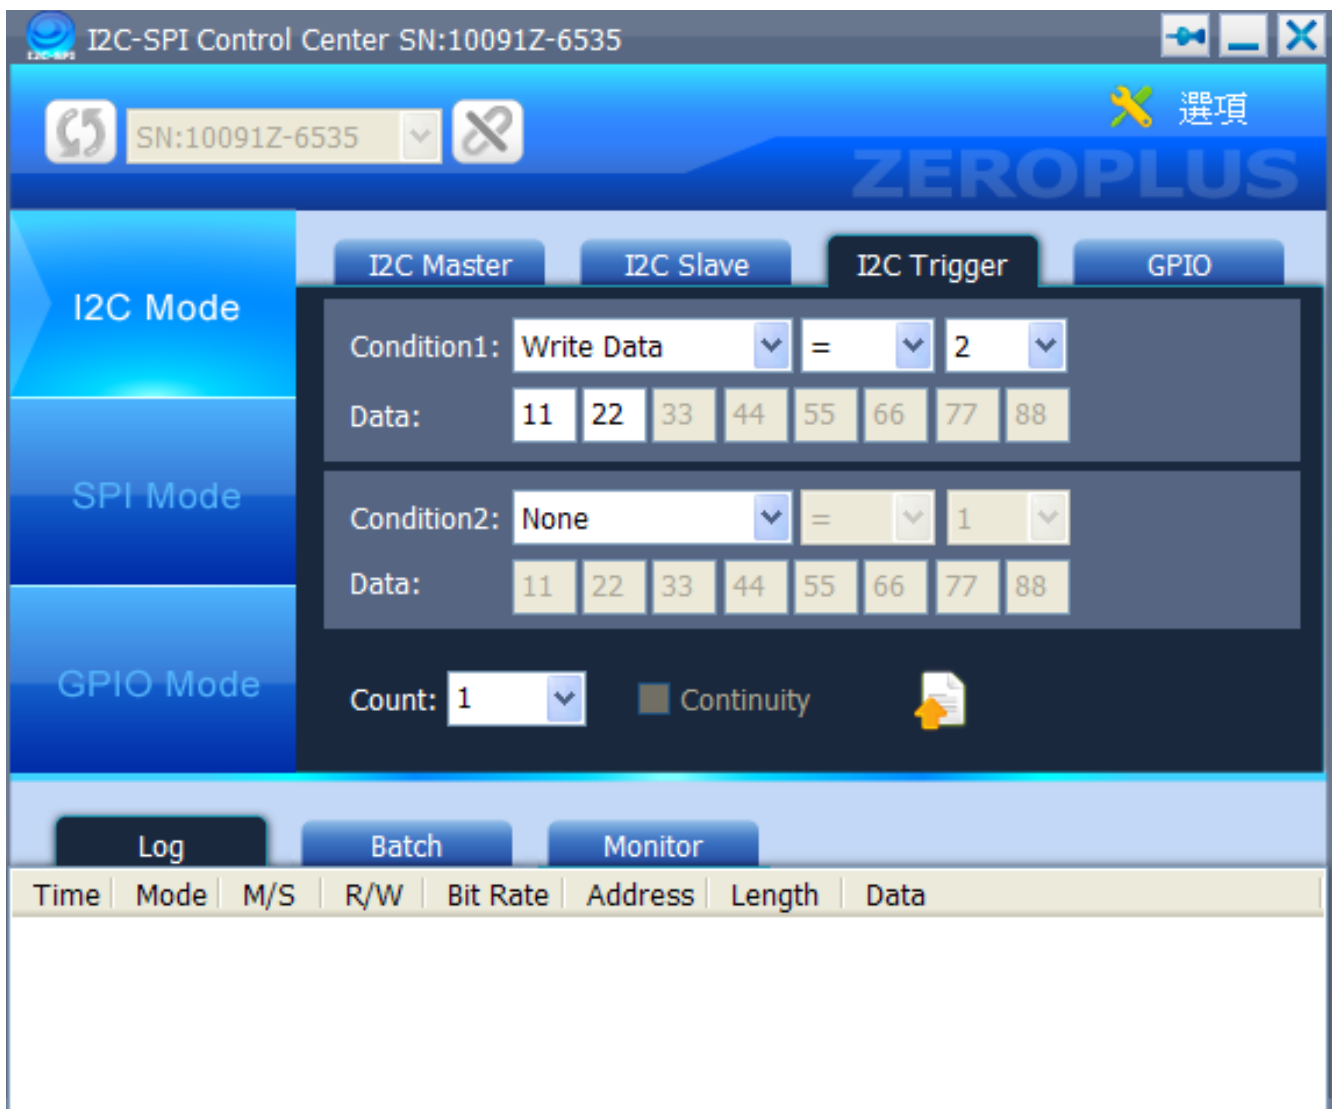 I2C-SPI Control Center SN:10091Z-6535
I2C-SPI
SN:10091Z-6535
選項
ZEROPLUS
I2C Mode
SPI Mode
GPIO Mode
I2C Master I2C Slave I2C Trigger GPIO
Condition1: Write Data = 2
Data: 11 22 33 44 55 66 77 88
Condition2: None = 1
Data: 11 22 33 44 55 66 77 88
Count: 1 Continuity
Log Batch Monitor
Time Mode M/S R/W Bit Rate Address Length Data